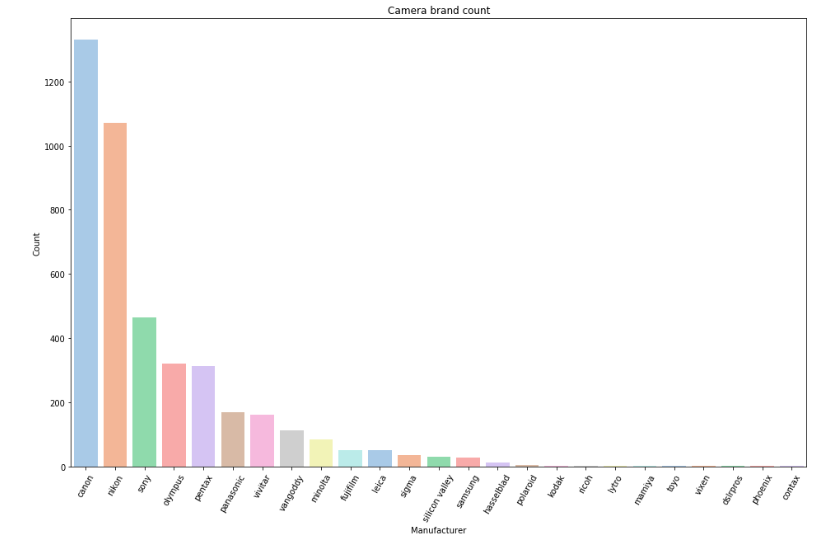 Camera brand count
1200
1000
800
600
400
200
0
Count
canon
nikon
sony
olympus
pentax
panasonic
vivitar
vangoddy
minolta
fujifilm
leica
sigma
silicon valley
samsung
hasselblad
polaroid
kodak
ricoh
lytro
mamiya
toyo
vixen
dslrpros
phoenix
contax
Manufacturer